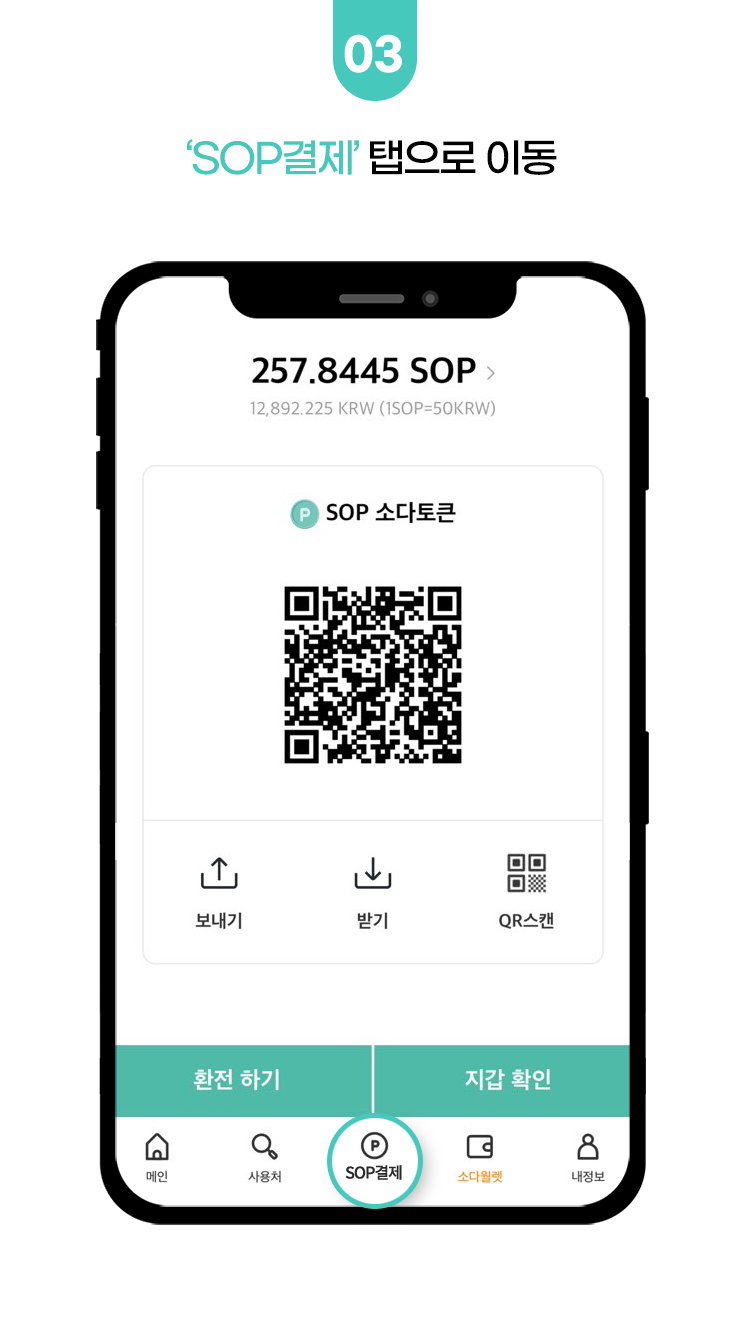 03
‘SOP결제’ 탭으로 이동
257.8445 SOP >
12,892.225 KRW (1SOP=50KRW)
P SOP 소다토큰
보내기 받기 QR스캔
환전 하기 지갑 확인
P
메인 사용처 SOP결제 소다월렛 내정보